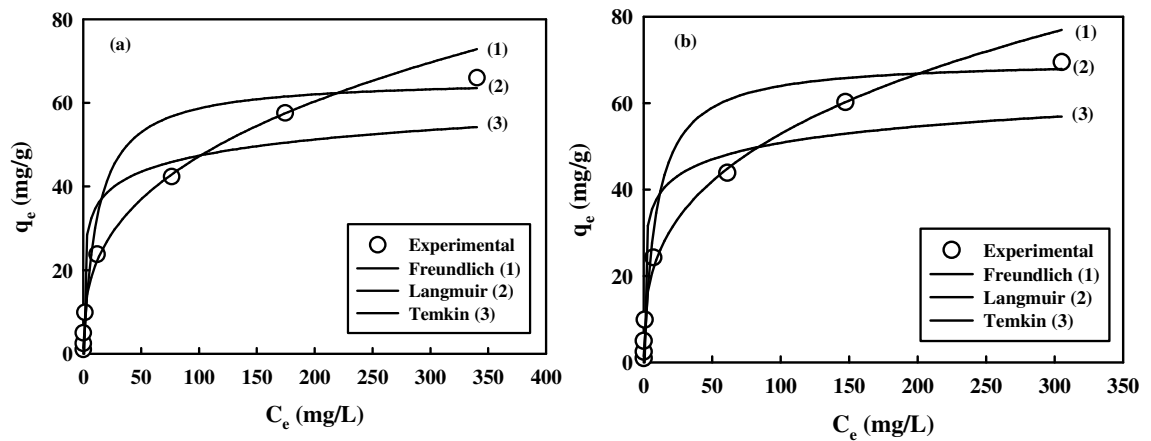 (a)
80
60
40
20
0
qe (mg/g)
0 50 100 150 200 250 300 350 400
Ce (mg/L)
(1)
(2)
(3)
Experimental
Freundlich (1)
Langmuir (2)
Temkin (3)
(b)
80
60
40
20
0
qe (mg/g)
0 50 100 150 200 250 300 350
Ce (mg/L)
(1)
(2)
(3)
Experimental
Freundlich (1)
Langmuir (2)
Temkin (3)